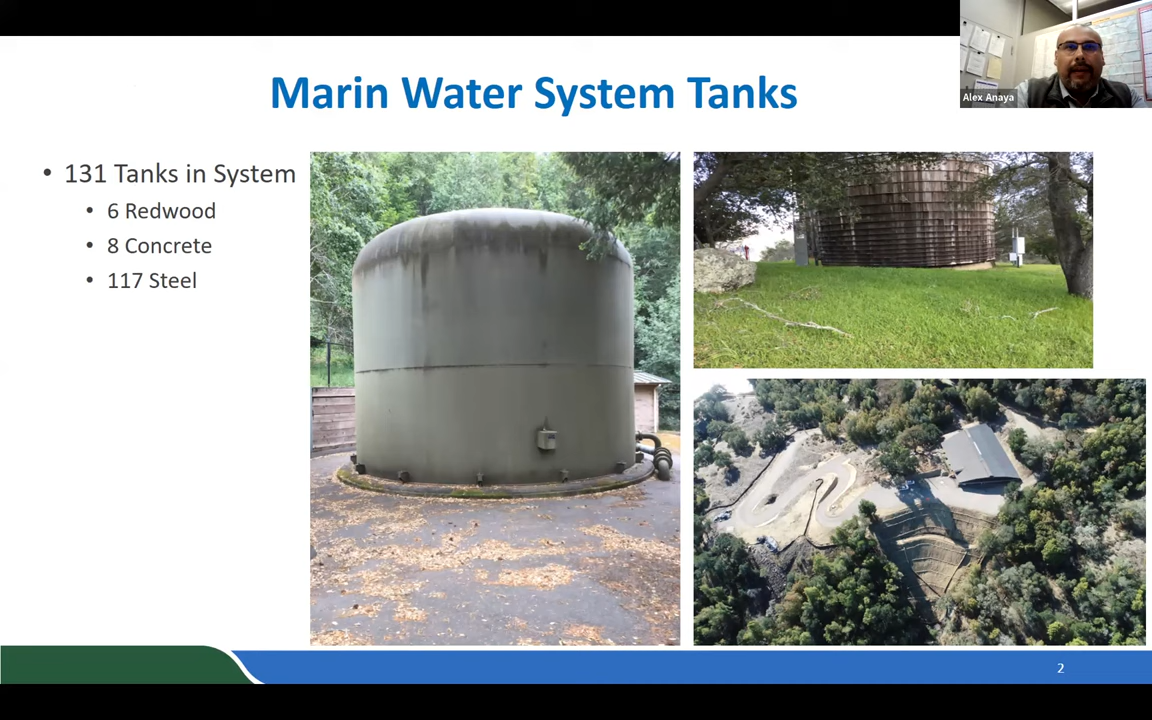 Marin Water System Tanks
Alex Anaya
• 131 Tanks in System
• 6 Redwood
• 8 Concrete
• 117 Steel
2